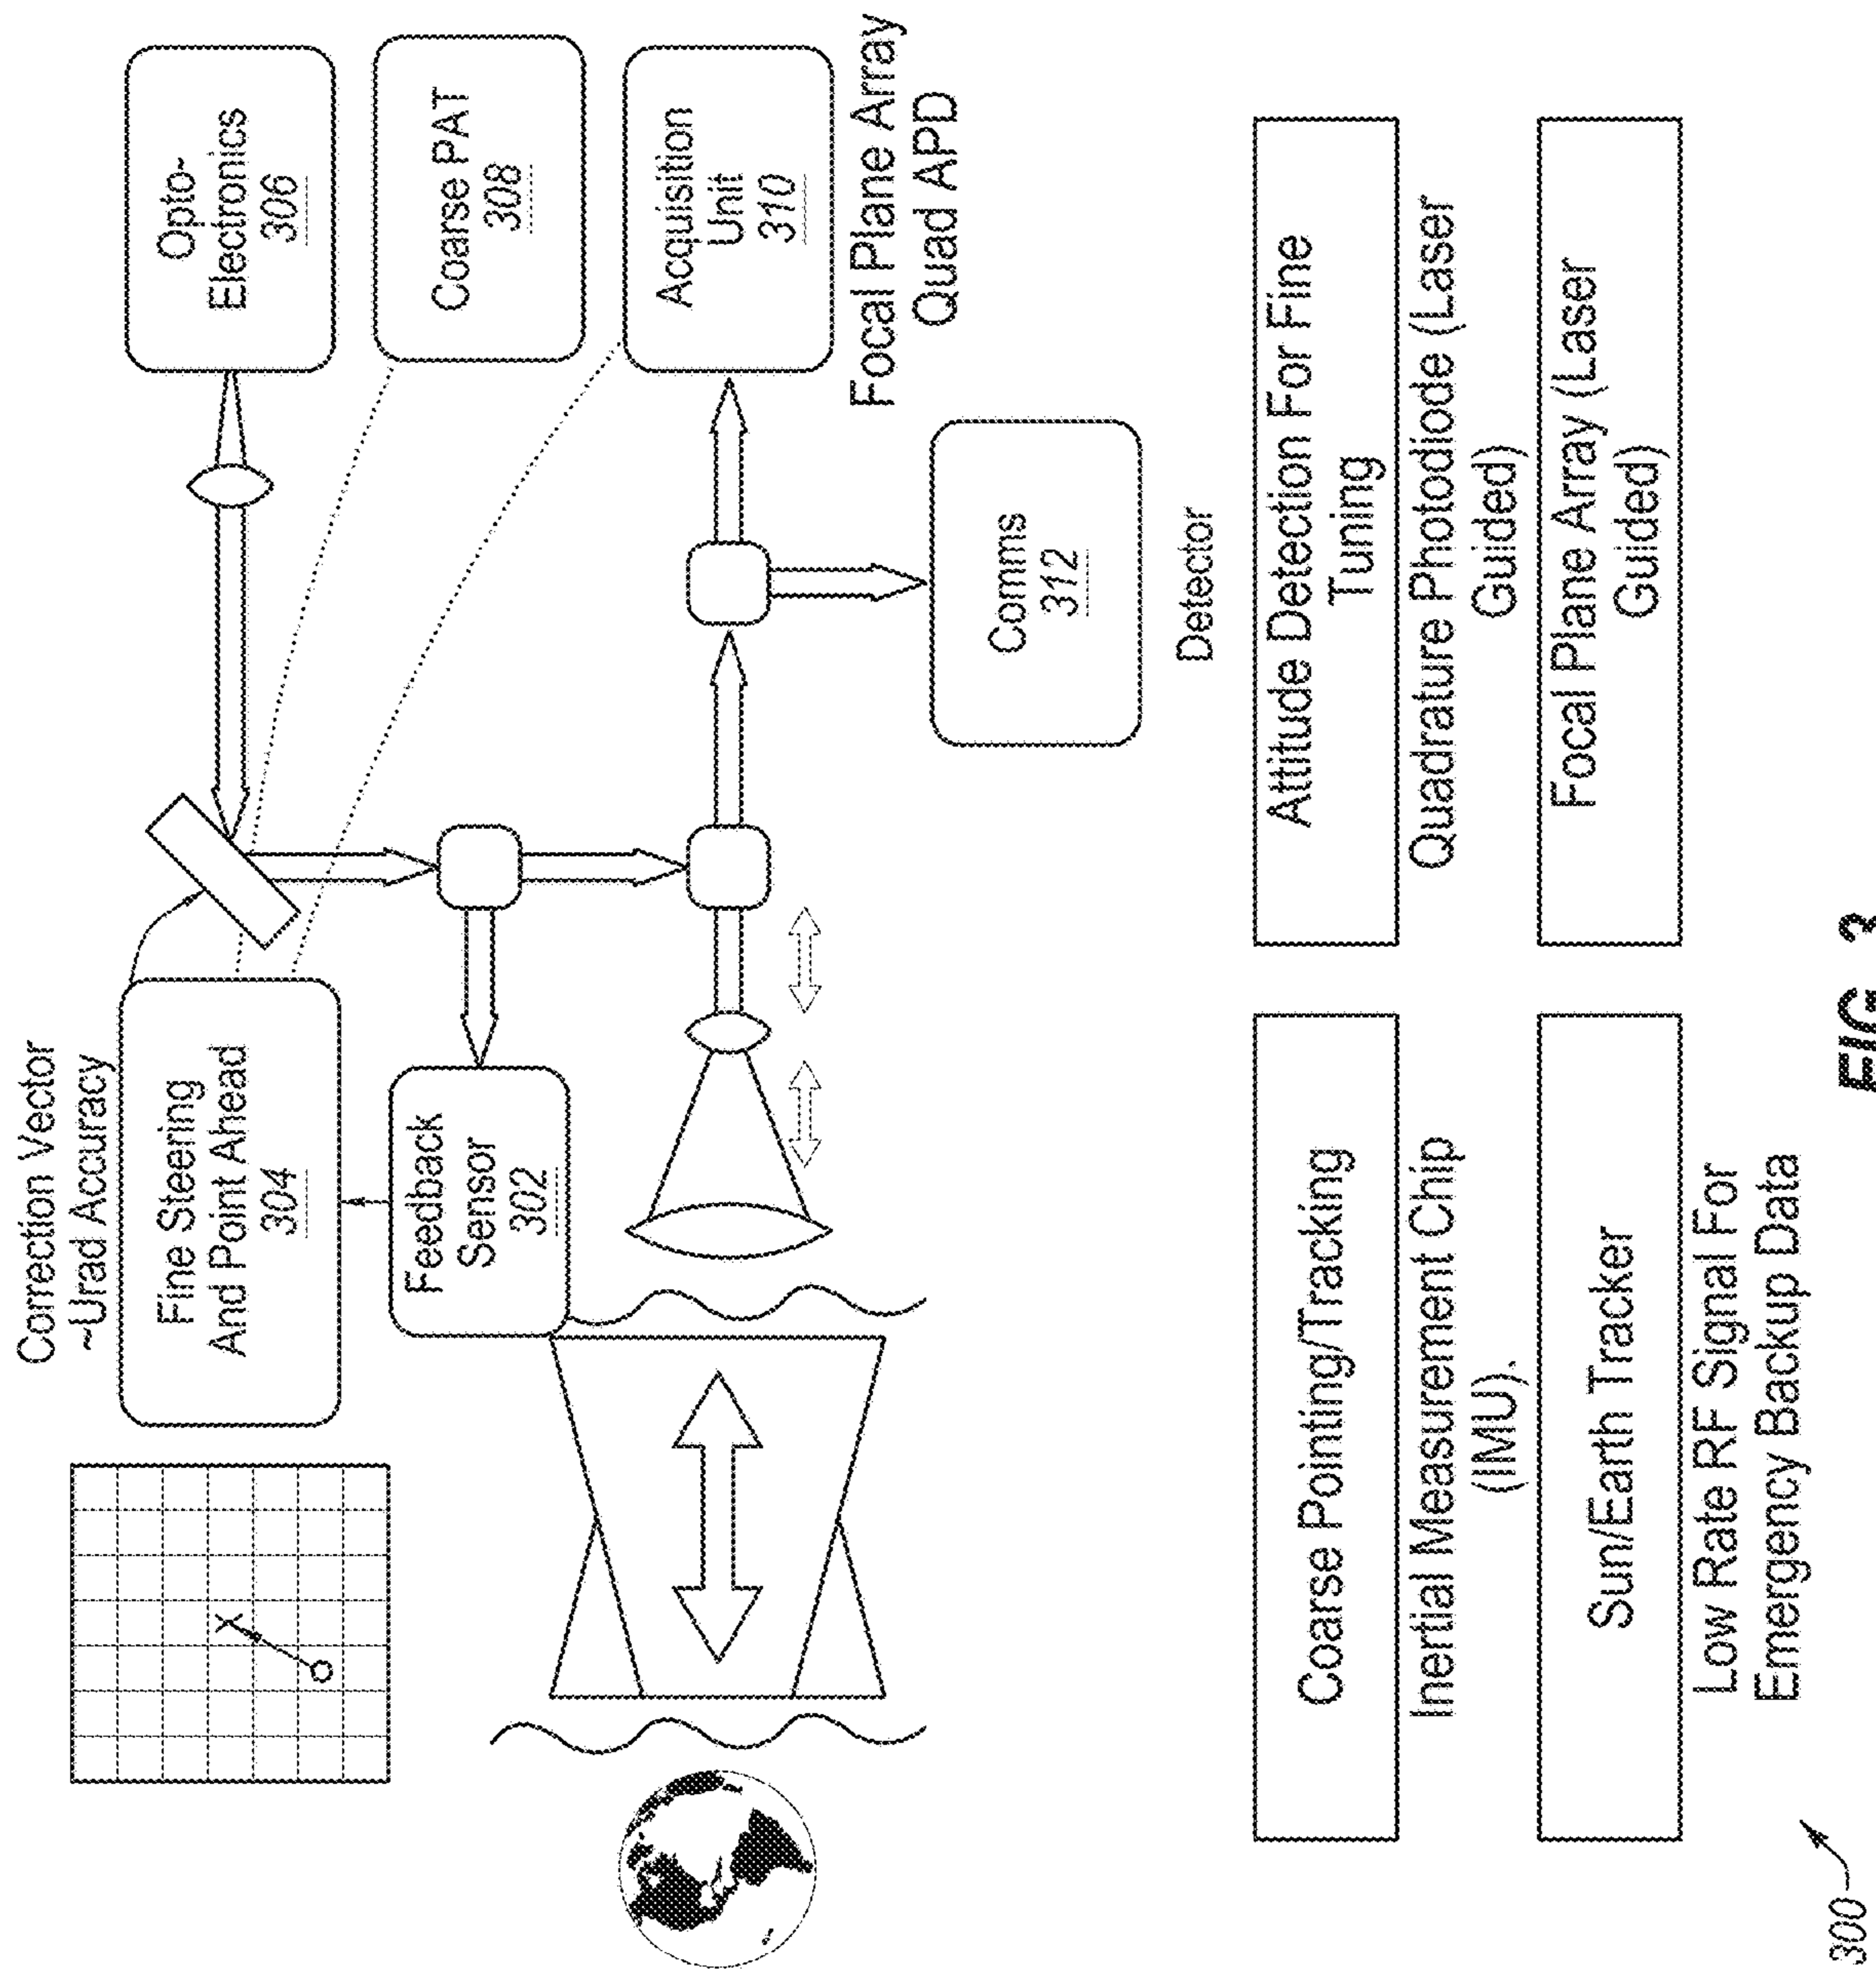 Correction Vector
~Urad Accuracy
Fine Steering
And Point Ahead
304
Feedback
Sensor
302
Opto-
Electronics
306
Coarse PAT
308
Acquisition
Unit
310
Focal Plane Array
Quad APD
Comms
312
Detector
Coarse Pointing/Tracking
Inertial Measurement Chip
(IMU).
Sun/Earth Tracker
Low Rate RF Signal For
Emergency Backup Data
Attitude Detection For Fine
Tuning
Quadrature Photodiode (Laser
Guided)
Focal Plane Array (Laser
Guided)
300
FIG. 3